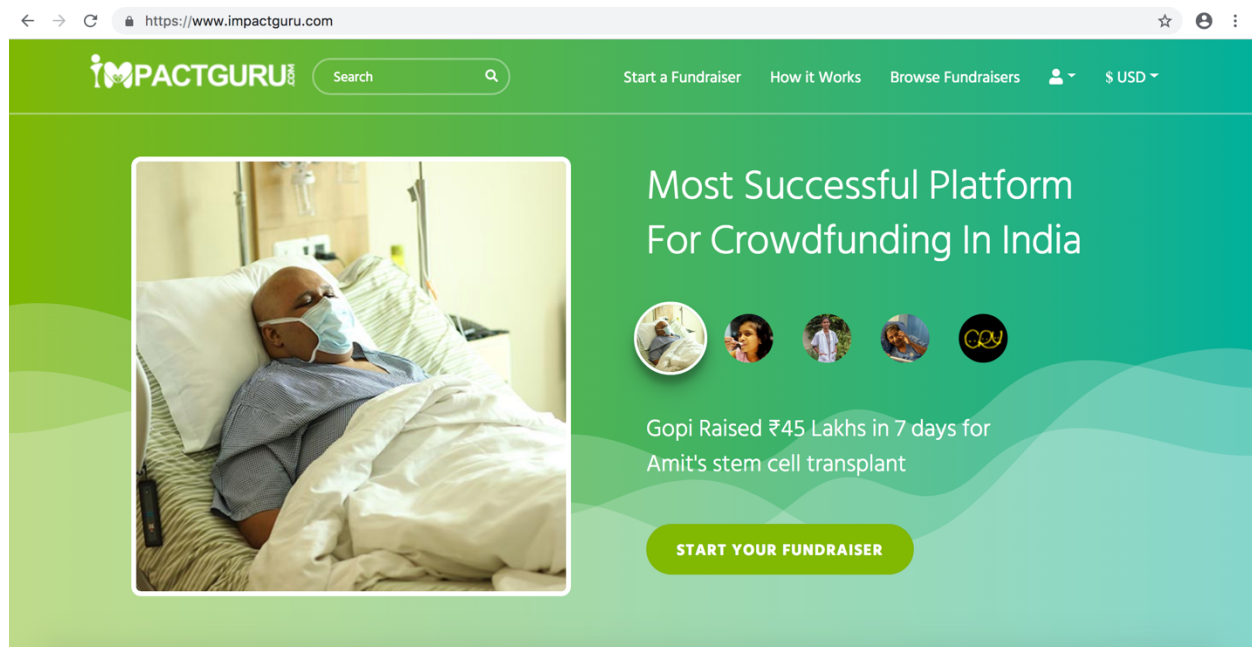 https://www.impactguru.com
IMPACTGURU.COM
Search
Start a Fundraiser
How it Works
Browse Fundraisers
$ USD
Most Successful Platform
For Crowdfunding In India
CPU
Gopi Raised ₹45 Lakhs in 7 days for
Amit's stem cell transplant
START YOUR FUNDRAISER